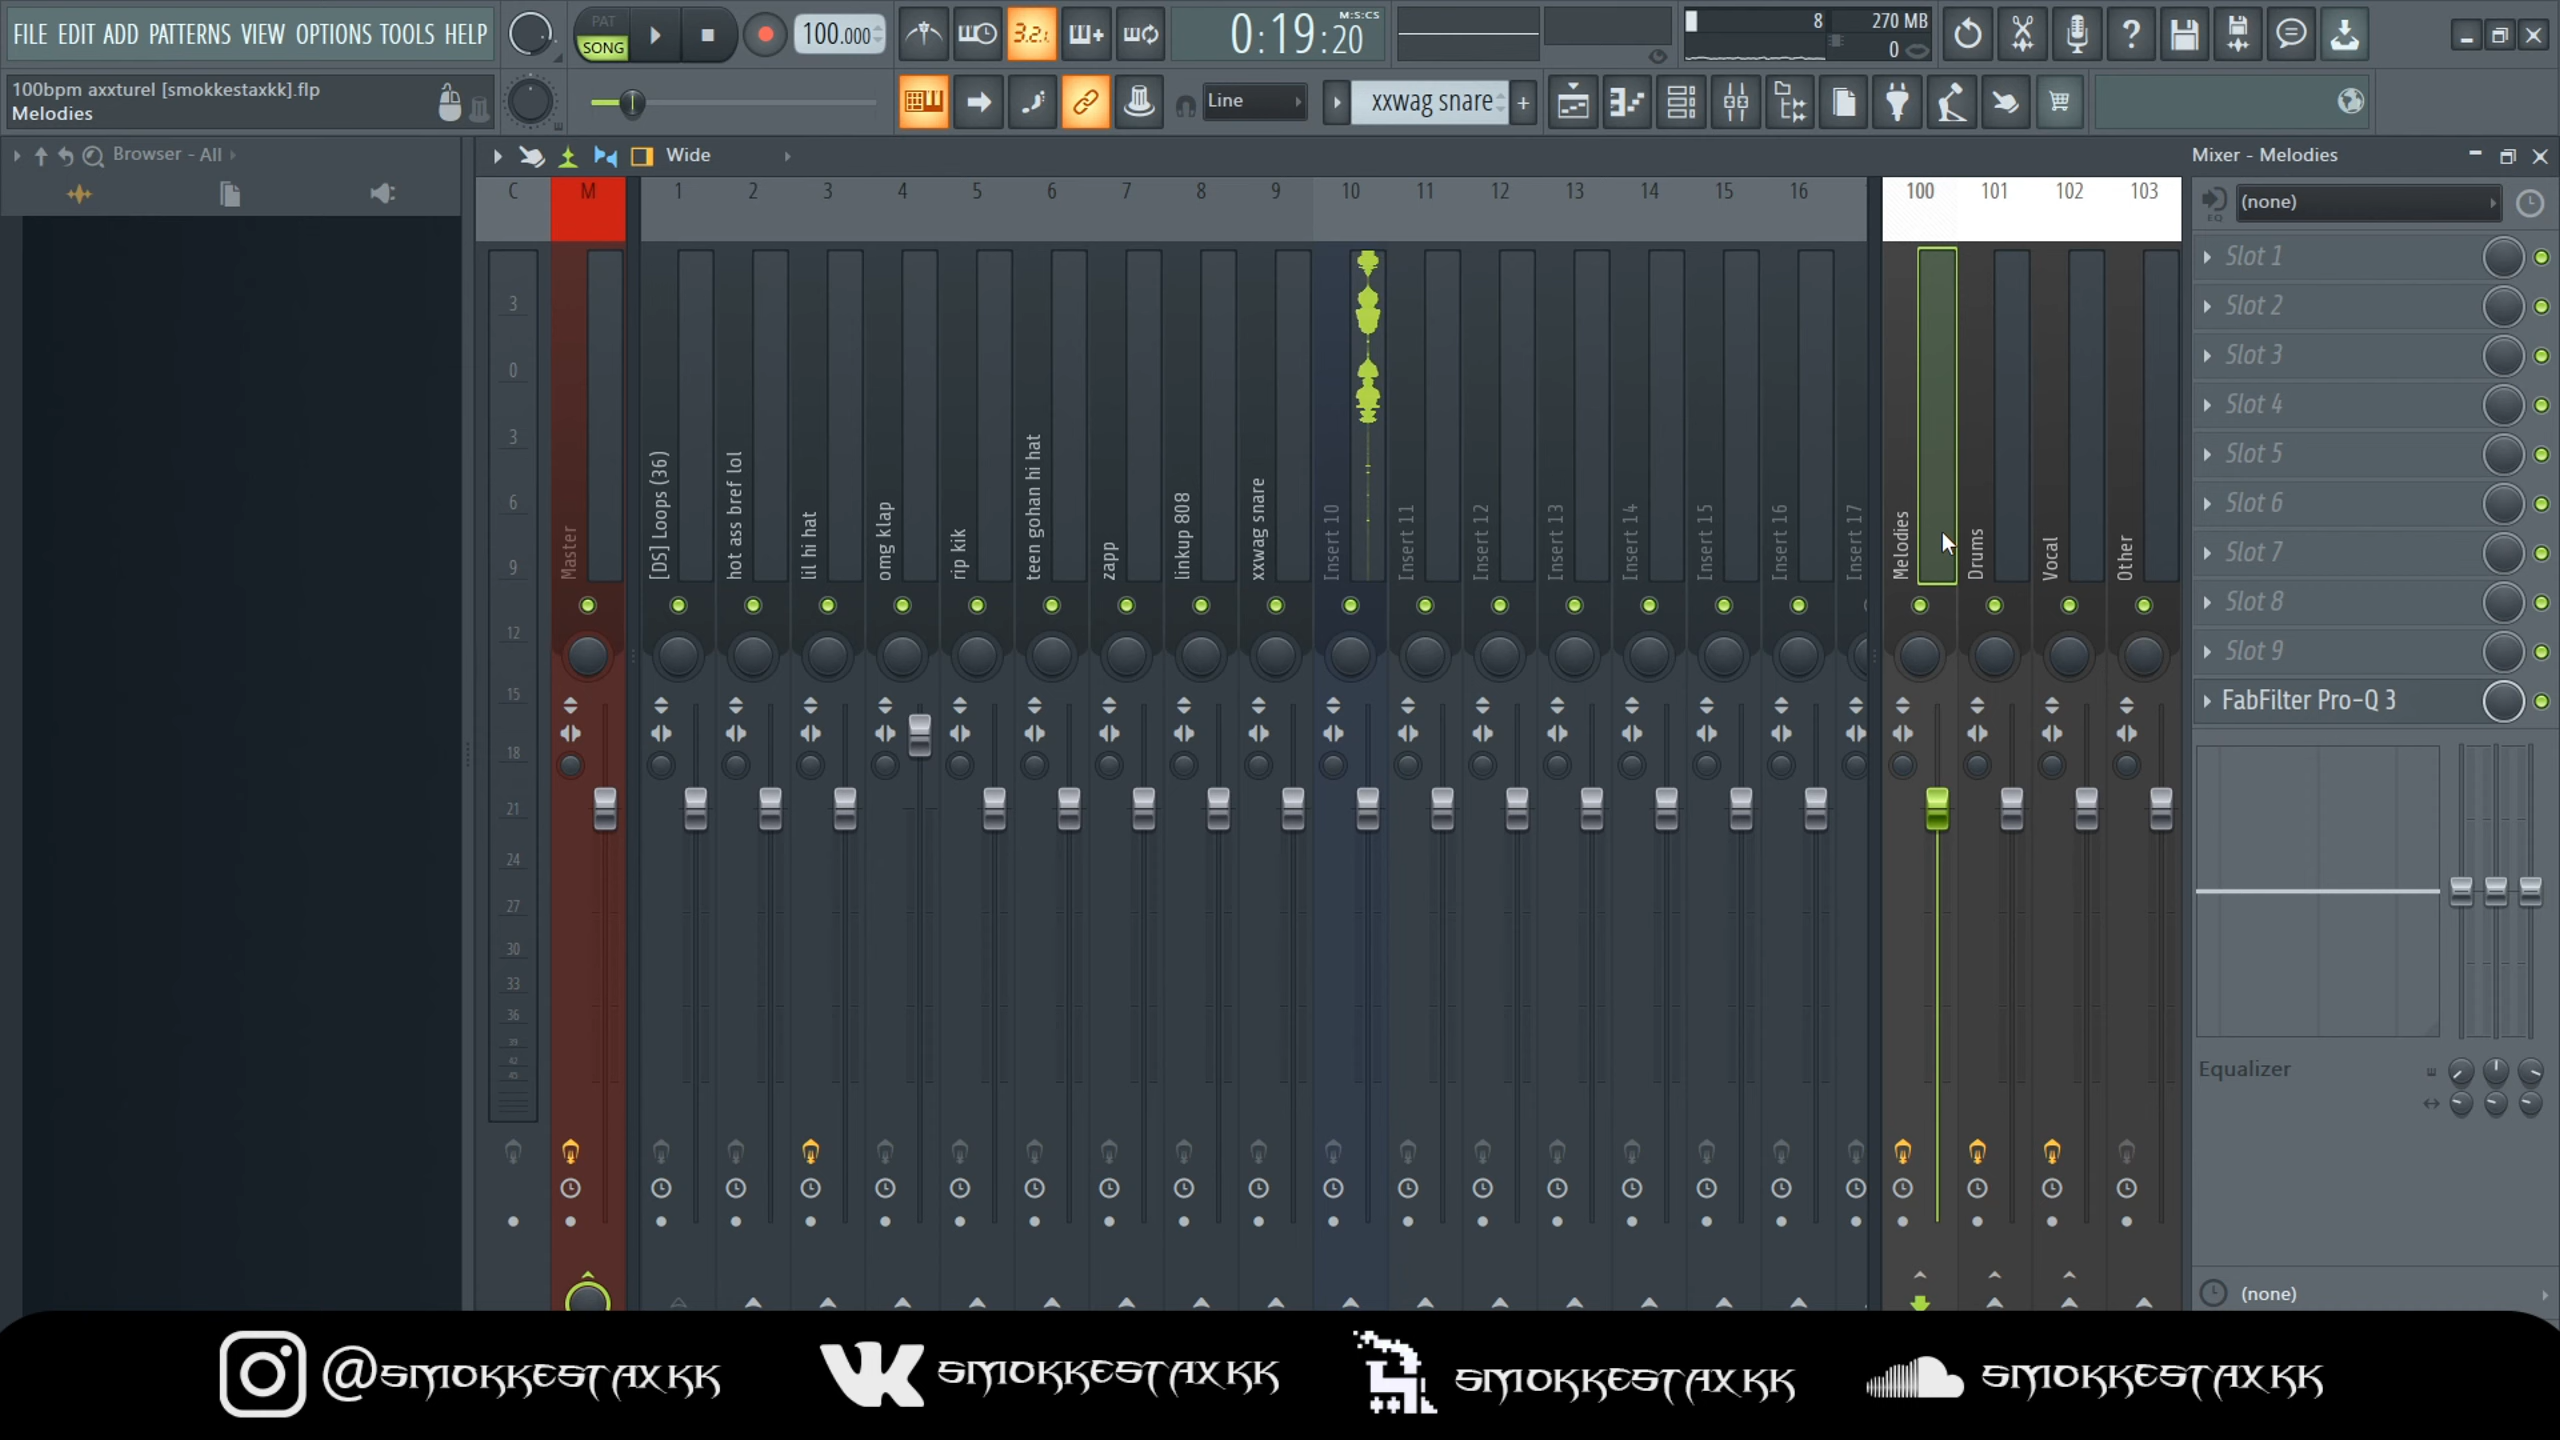 FILE EDIT ADD PATTERNS VIEW OPTIONS TOOLS HELP
PAT
SONG
100.000
3.2.1
0:19:20
M:S:CS
8
270 MB
0
100bpm axxturel [smokkestaxkk].flp
Melodies
Line
xxwag snare
Browser - All
Wide
Mixer - Melodies
C M 1 2 3 4 5 6 7 8 9 10 11 12 13 14 15 16 100 101 102 103
(none)
EQ
Slot 1
Slot 2
Slot 3
Slot 4
Slot 5
Slot 6
Slot 7
Slot 8
Slot 9
FabFilter Pro-Q 3
3
0
3
6
9
12
15
18
21
24
27
30
33
36
39
42
45
Master
[DS] Loops (36)
hot ass bref lol
lil hi hat
omg klap
rip kik
teen gohan hi hat
zapp
linkup 808
xxwag snare
Insert 10
Insert 11
Insert 12
Insert 13
Insert 14
Insert 15
Insert 16
Insert 17
Melodies
Drums
Vocal
Other
Equalizer
(none)
@SMOKKESTAXKK
SMOKKESTAXKK
SMOKKESTAXKK
SMOKKESTAXKK